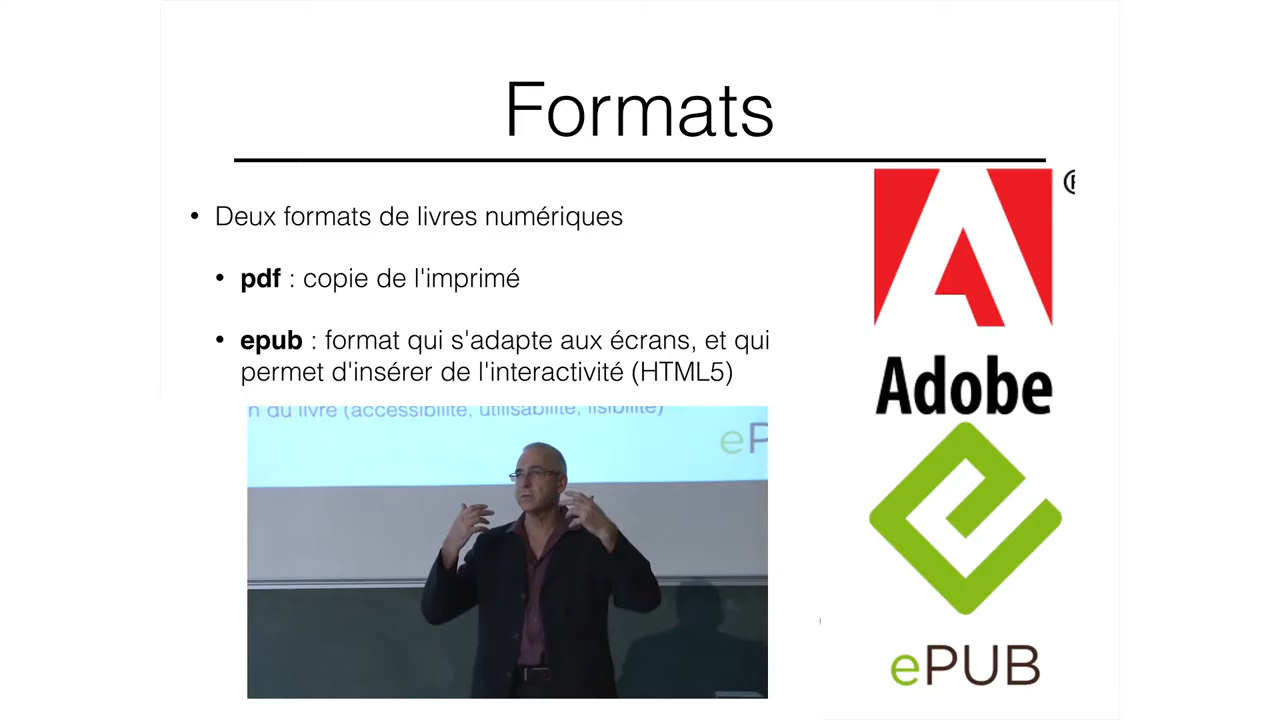 Formats
• Deux formats de livres numériques
• pdf : copie de l'imprimé
• epub : format qui s'adapte aux écrans, et qui
permet d'insérer de l'interactivité (HTML5)
n du livre (accessibilité, utilisabilité, lisibilité)
eP
®
Adobe
ePUB